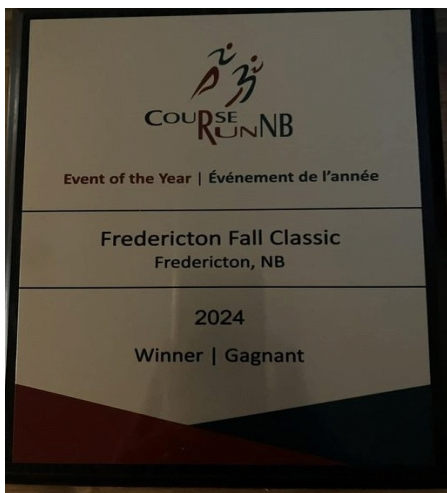 COURSE
RUNNB
Event of the Year | Événement de l'année
Fredericton Fall Classic
Fredericton, NB
2024
Winner | Gagnant